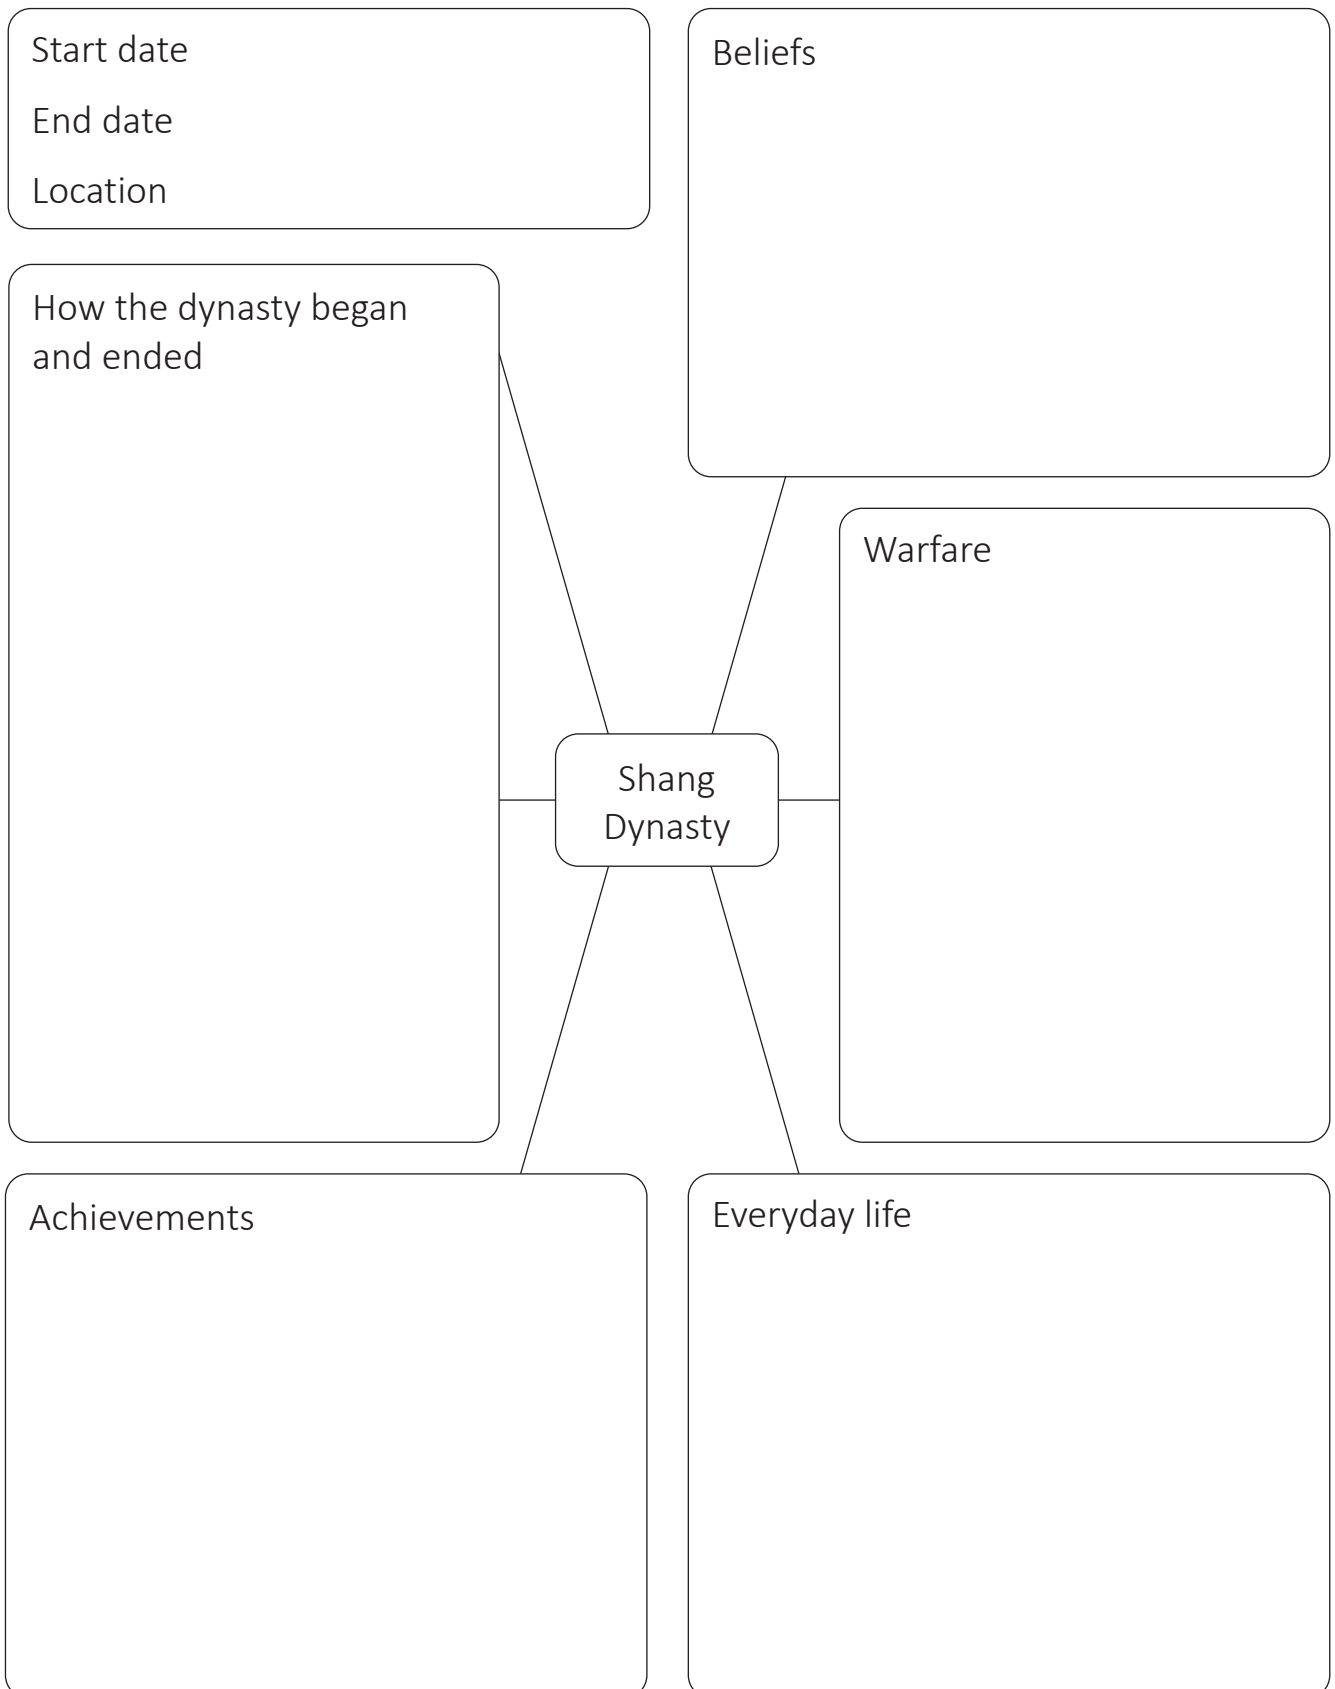 Start date
End date
Location
Beliefs
How the dynasty began
and ended
Warfare
Shang
Dynasty
Achievements
Everyday life